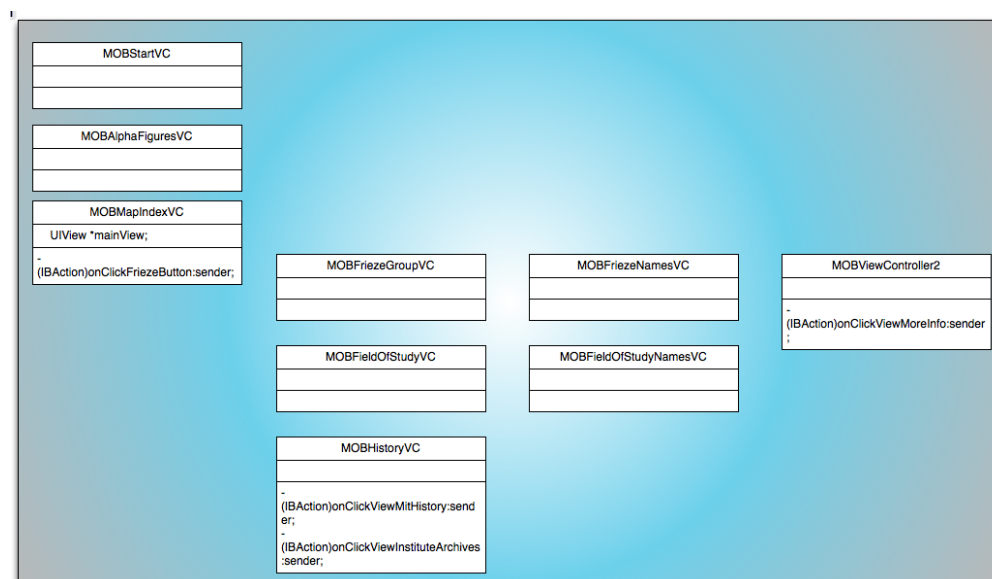 MOBStartVC
MOBAlphaFiguresVC
MOBMapIndexVC
UIView *mainView;
-
(IBAction)onClickFriezeButton:sender;
MOBFriezeGroupVC
MOBFriezeNamesVC
MOBViewController2
-
(IBAction)onClickViewMoreInfo:sender
;
MOBFieldOfStudyVC
MOBFieldOfStudyNamesVC
MOBHistoryVC
-
(IBAction)onClickViewMitHistory:send
er;
-
(IBAction)onClickViewInstituteArchives
:sender;